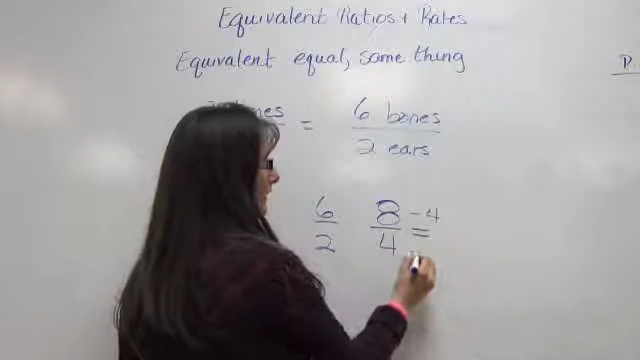 Equivalent Ratios & Rates
Equivalent equal, same thing
= 6 bones
2 ears
6 8 - 4
2 4 =